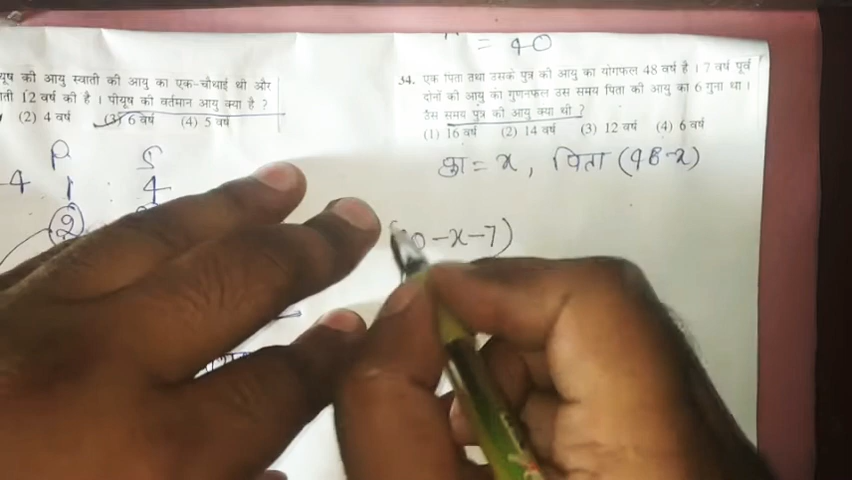 = 40
यूष की आयु स्वाती की आयु का एक-चौथाई थी और
ती 12 वर्ष की है । पीयूष की वर्तमान आयु क्या है ?
(2) 4 वर्ष (3) 6 वर्ष (4) 5 वर्ष
P S
4 1 : 4
2
34. एक पिता तथा उसके पुत्र की आयु का योगफल 48 वर्ष है । 7 वर्ष पूर्व
दोनों की आयु का गुणनफल उस समय पिता की आयु का 6 गुना था ।
उस समय पुत्र की आयु क्या थी ?
(1) 16 वर्ष (2) 14 वर्ष (3) 12 वर्ष (4) 6 वर्ष
= x , पिता (48-x)
-x-7)